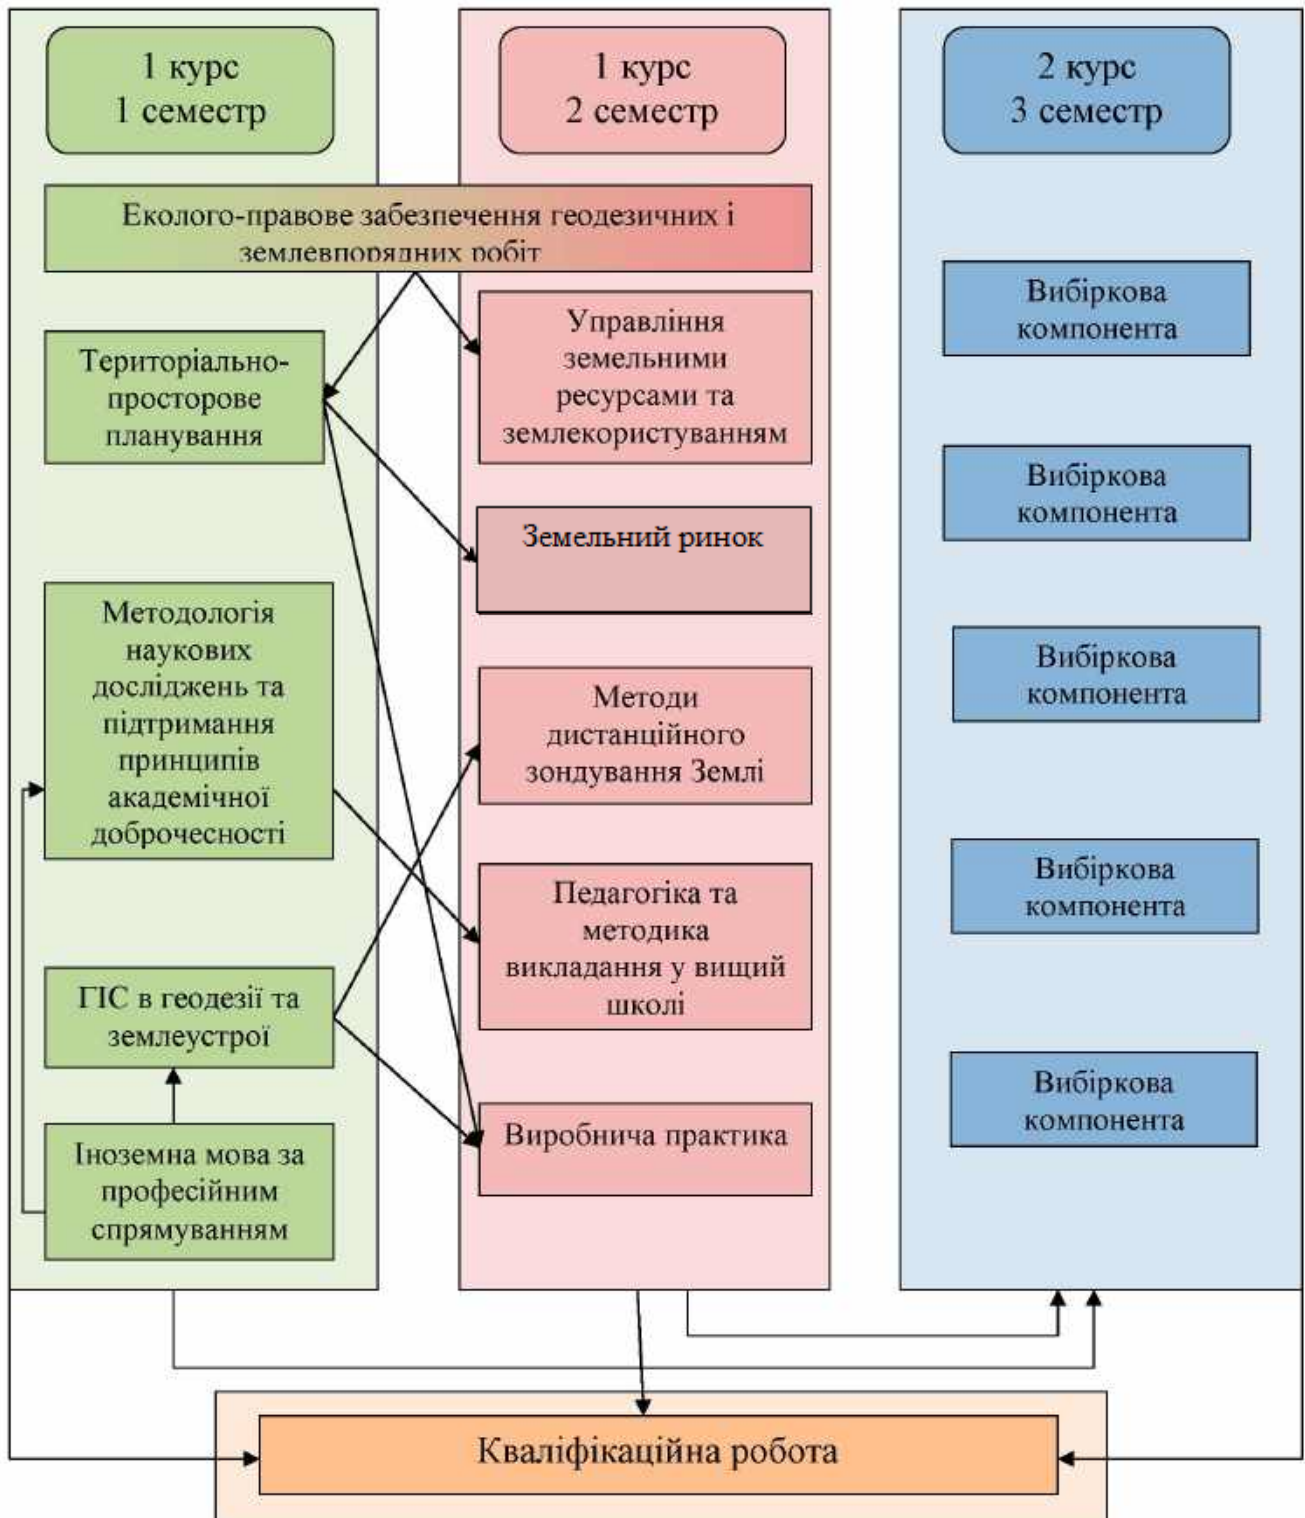 1 курс
1 семестр
1 курс
2 семестр
2 курс
3 семестр
Еколого-правове забезпечення геодезичних і
землевпорядних робіт
Територіально-
просторове
планування
Методологія
наукових
досліджень та
підтримання
принципів
академічної
доброчесності
ГІС в геодезії та
землеустрої
Іноземна мова за
професійним
спрямуванням
Управління
земельними
ресурсами та
землекористуванням
Земельний ринок
Методи
дистанційного
зондування Землі
Педагогіка та
методика
викладання у вищий
школі
Виробнича практика
Вибіркова
компонента
Вибіркова
компонента
Вибіркова
компонента
Вибіркова
компонента
Вибіркова
компонента
Кваліфікаційна робота